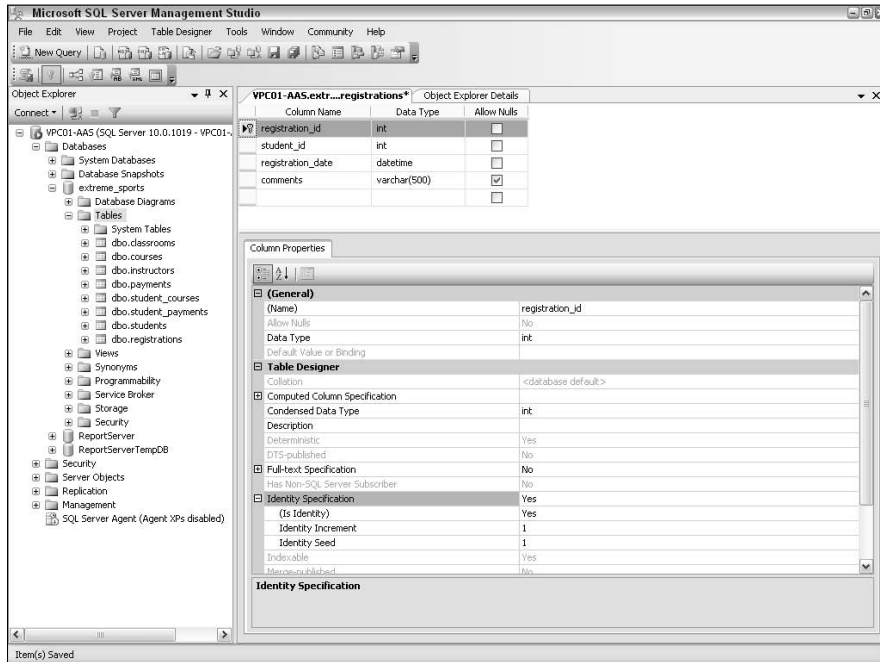 Microsoft SQL Server Management Studio
File Edit View Project Table Designer Tools Window Community Help
New Query
Object Explorer
VPC01-AAS.extr....registrations* Object Explorer Details
Connect
Column Name Data Type Allow Nulls
registration_id int
student_id int
registration_date datetime
comments varchar(500)
VPC01-AAS (SQL Server 10.0.1019 - VPC01-
Databases
System Databases
Database Snapshots
extreme_sports
Database Diagrams
Tables
System Tables
dbo.classrooms
dbo.courses
dbo.instructors
dbo.payments
dbo.student_courses
dbo.student_payments
dbo.students
dbo.registrations
Views
Synonyms
Programmability
Service Broker
Storage
Security
ReportServer
ReportServerTempDB
Security
Server Objects
Replication
Management
SQL Server Agent (Agent XPs disabled)
Column Properties
(General)
(Name) registration_id
Allow Nulls No
Data Type int
Default Value or Binding
Table Designer
Collation <database default>
Computed Column Specification
Condensed Data Type int
Description
Deterministic Yes
DTS-published No
Full-text Specification No
Has Non-SQL Server Subscriber No
Identity Specification Yes
(Is Identity) Yes
Identity Increment 1
Identity Seed 1
Indexable Yes
Merge-published No
Identity Specification
Item(s) Saved